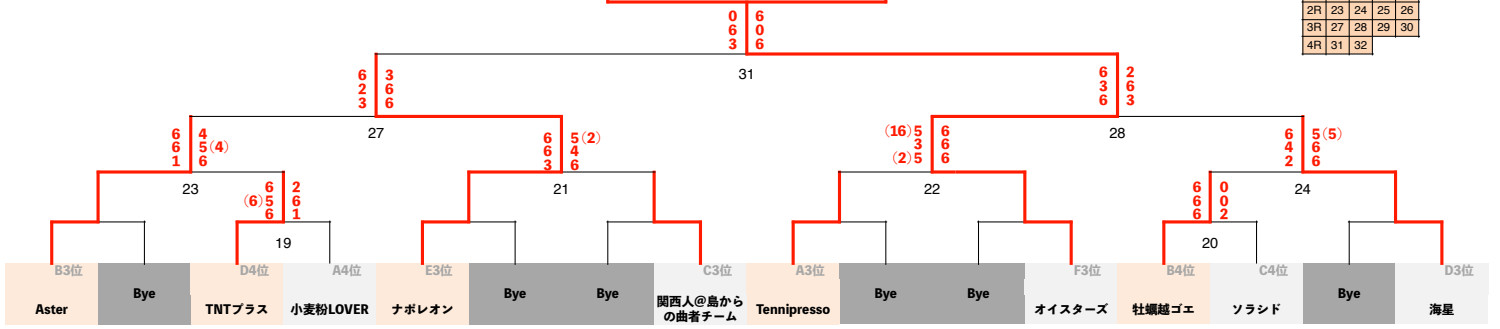 2R 23 24 25 26
0 6
6 0
3 6
3R 27 28 29 30
4R 31 32
31
6 3
2 6
3 6
6 2
3 6
6 3
27
28
6 4
6 5(4)
1 6
6 5(2)
6 4
3 6
(16)5 6
3 6
(2)5 6
6 5(5)
4 6
2 6
23
21
22
24
6 2
(6)5 6
6 1
6 0
6 0
6 2
19
20
B3位
D4位
A4位
E3位
C3位
A3位
F3位
B4位
C4位
D3位
Aster
Bye
TNTプラス
小麦粉LOVER
ナポレオン
Bye
Bye
関西人@島から
の曲者チーム
Tennipresso
Bye
Bye
オイスターズ
牡蠣越ゴエ
ソラシド
Bye
海星